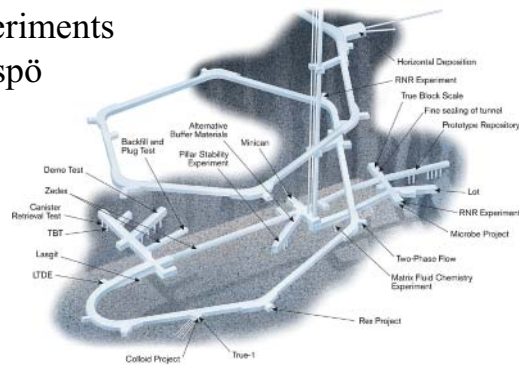 eriments
spö
Horizontal Deposition
RNR Experiment
True Block Scale
Fine sealing of tunnel
Prototype Repository
Alternative
Buffer Materials
Minican
Backfill and
Plug Test
Pillar Stability
Experiment
Demo Test
Zedex
Canister
Retrieval Test
TBT
Lasgit
LTDE
Lot
RNR Experiment
Microbe Project
Two-Phase Flow
Matrix Fluid Chemistry
Experiment
Rex Project
True-1
Colloid Project